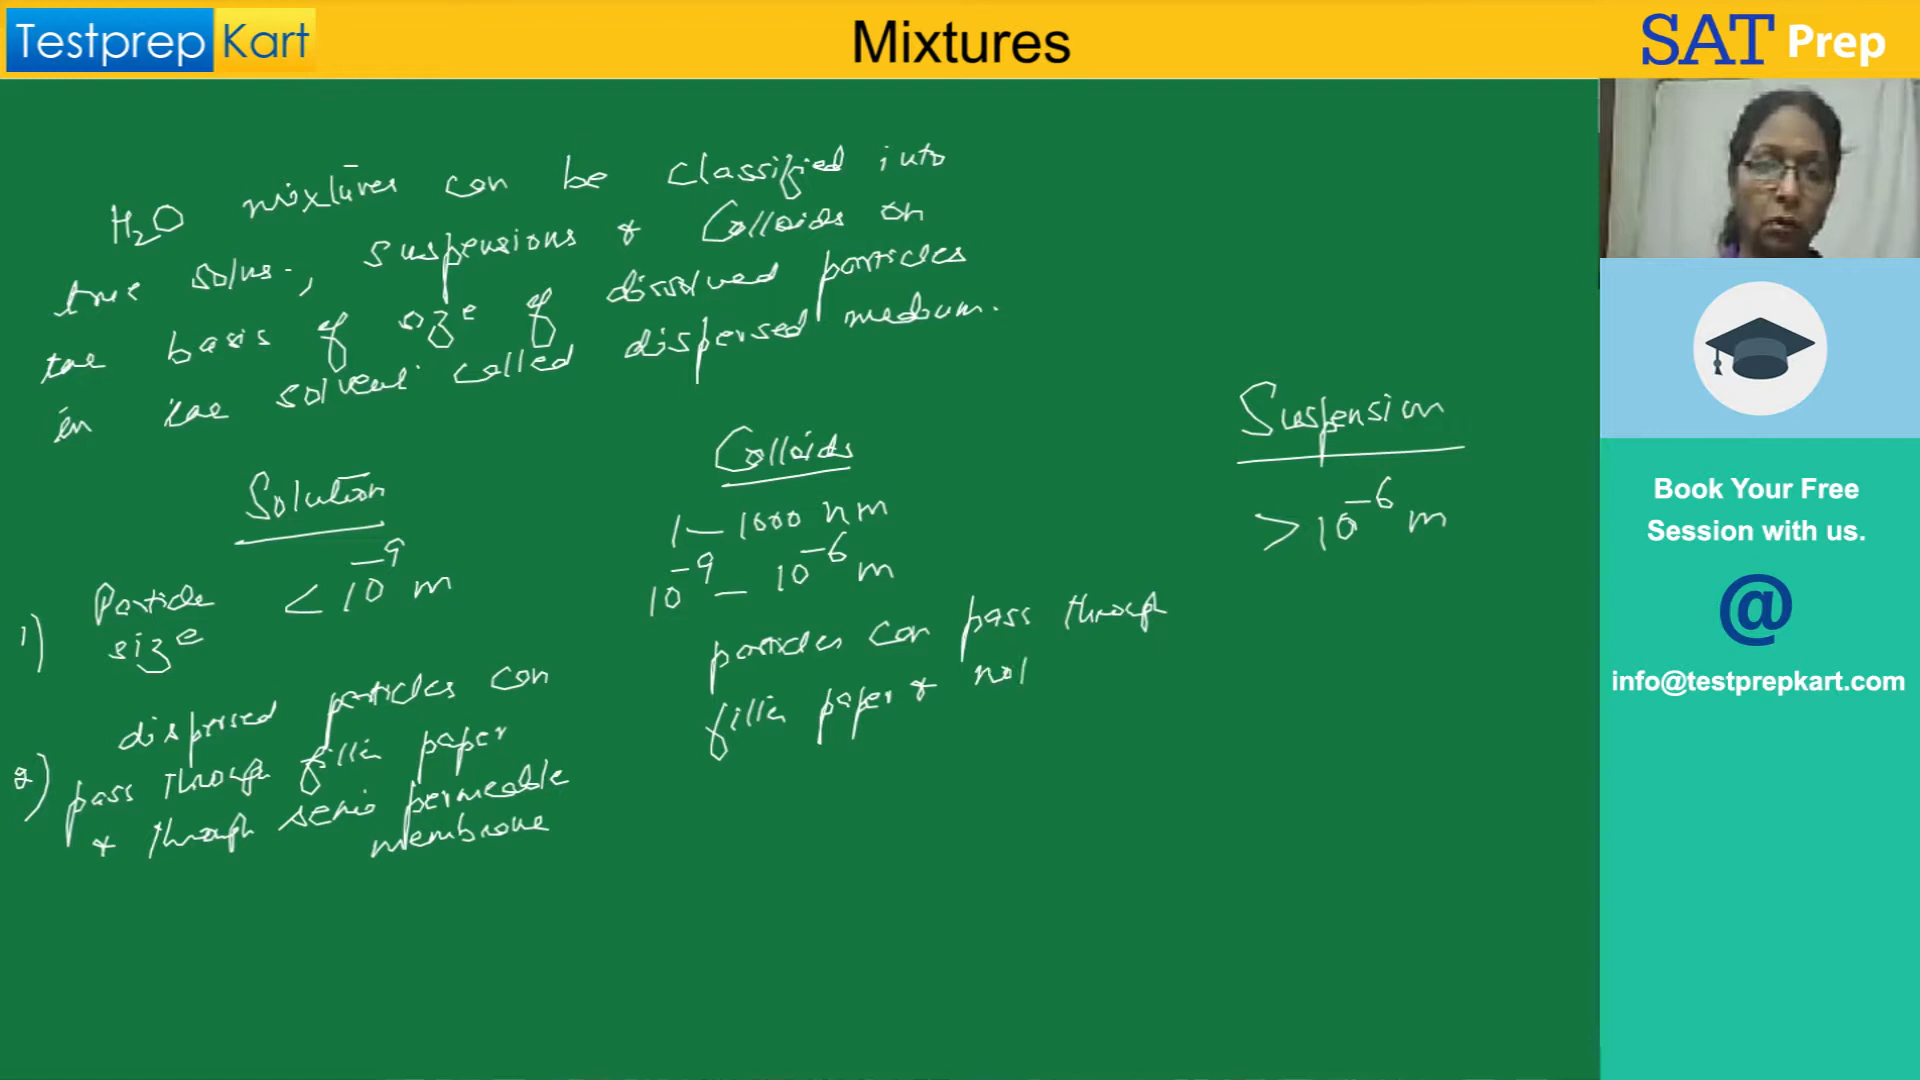 Testprep Kart
Mixtures
SAT Prep
H2O mixtures can be classified into
true solns., suspensions & Colloids on
the basis of size of dissolved particles
in the solvent called dispersed medium.
Solution
Colloids
Suspension
1) Particle size
< 10⁻⁹ m
1 – 1000 nm
10⁻⁹ – 10⁻⁶ m
> 10⁻⁶ m
2) dispersed particles can
pass through filter paper
& through semi permeable
membrane
particles can pass through
filter paper & not
Book Your Free
Session with us.
@
info@testprepkart.com